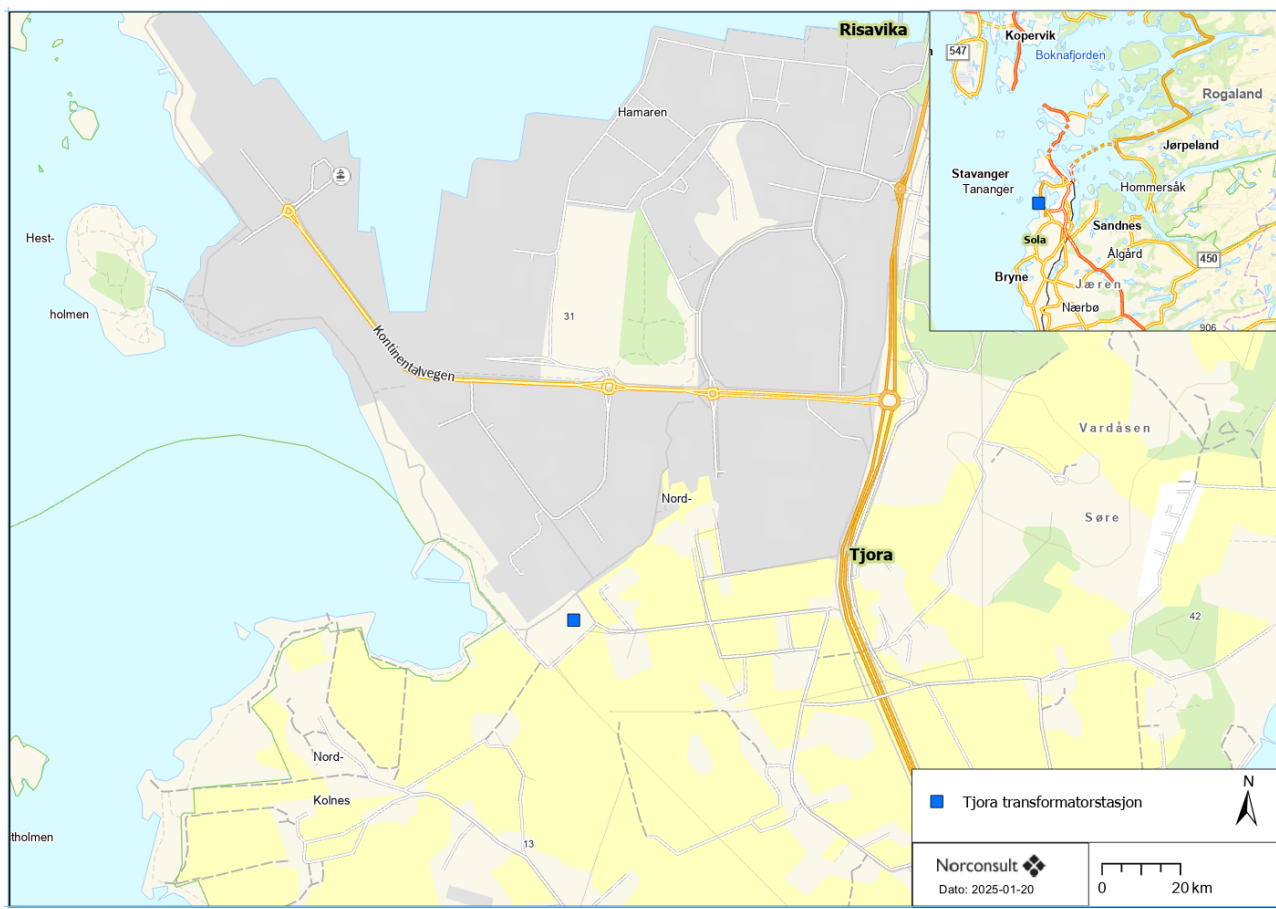 Risavika
Hamaren
Hest-
holmen
31
Kontinentalvegen
Nord-
Tjora
Vardåsen
Søre
42
Nord-
Kolnes
13
tholmen
Kopervik
547
Boknafjorden
Rogaland
Jørpeland
Stavanger
Tananger
Hommersåk
Sandnes
Sola
Ålgård
450
Bryne
Jæren
Nærbø
906
Tjora transformatorstasjon
N
Norconsult
Dato: 2025-01-20
0 20 km